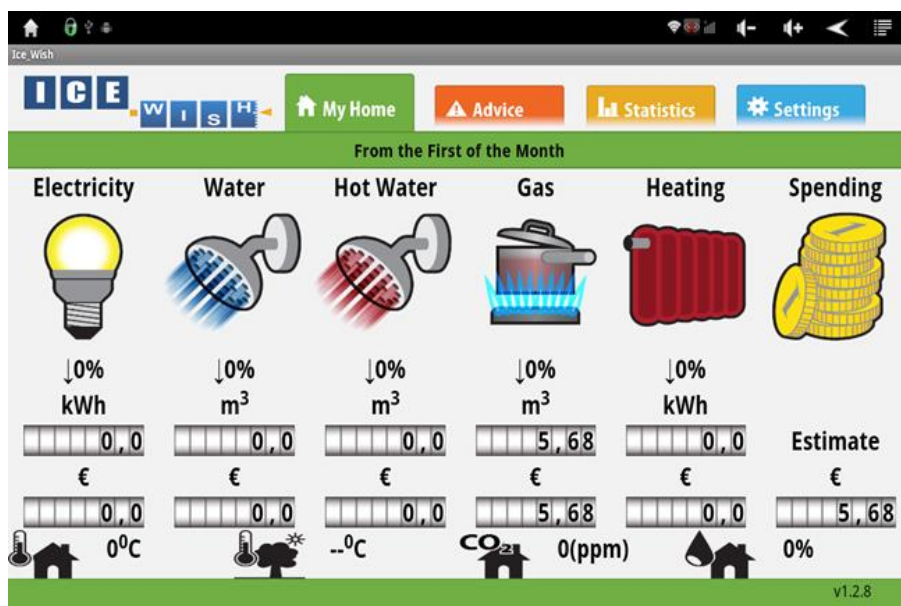 Ice_Wish
ICE
WISH
My Home
Advice
Statistics
Settings
From the First of the Month
Electricity Water Hot Water Gas Heating Spending
1
1
↓0% ↓0% ↓0% ↓0% ↓0%
kWh m³ m³ m³ kWh
0,0 0,0 0,0 5,68 0,0 Estimate
€ € € € € €
0,0 0,0 0,0 5,68 0,0 5,68
0⁰C --⁰C CO₂ 0(ppm) 0%
v1.2.8